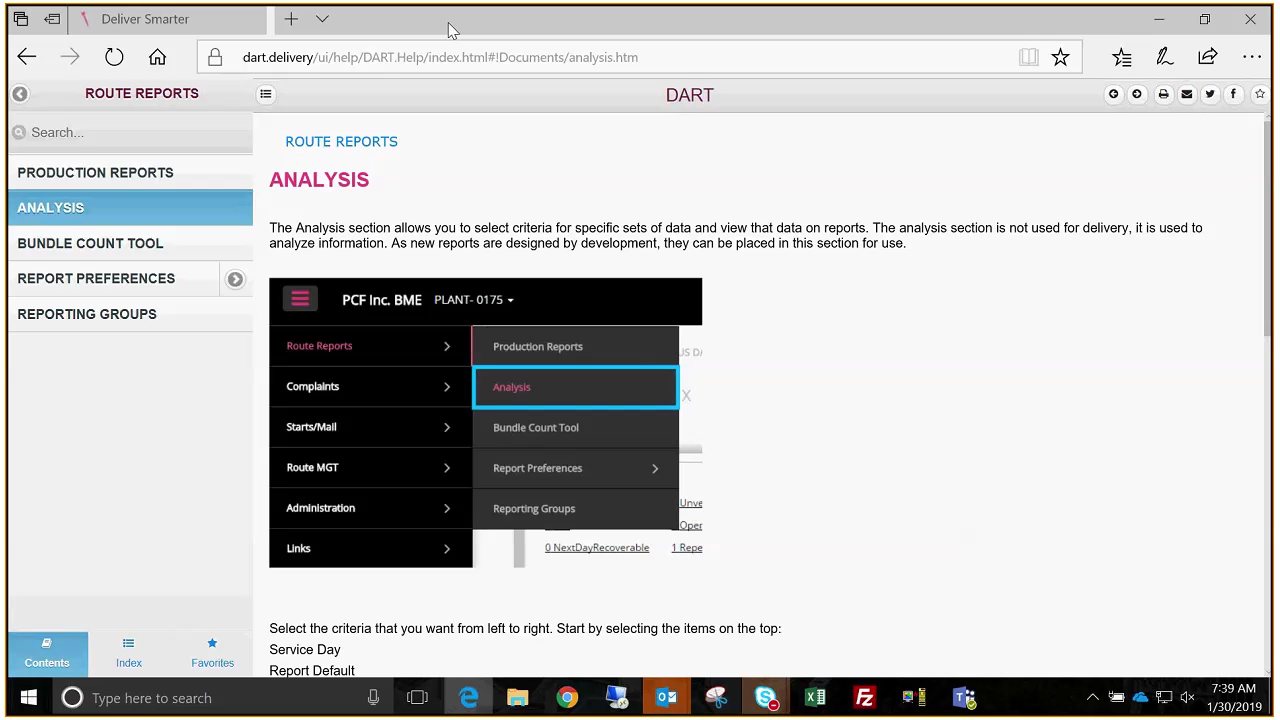 Deliver Smarter
dart.delivery/ui/help/DART.Help/index.html#!Documents/analysis.htm
ROUTE REPORTS
DART
Search...
PRODUCTION REPORTS
ANALYSIS
BUNDLE COUNT TOOL
REPORT PREFERENCES
REPORTING GROUPS
ROUTE REPORTS
ANALYSIS
The Analysis section allows you to select criteria for specific sets of data and view that data on reports. The analysis section is not used for delivery, it is used to
analyze information. As new reports are designed by development, they can be placed in this section for use.
PCF Inc. BME PLANT- 0175
Route Reports
Complaints
Starts/Mail
Route MGT
Administration
Links
Production Reports
Analysis
Bundle Count Tool
Report Preferences
Reporting Groups
US DA
X
Unve
Open
0 NextDayRecoverable 1 Repe
Select the criteria that you want from left to right. Start by selecting the items on the top:
Service Day
Report Default
Contents
Index
Favorites
Type here to search
7:39 AM
1/30/2019